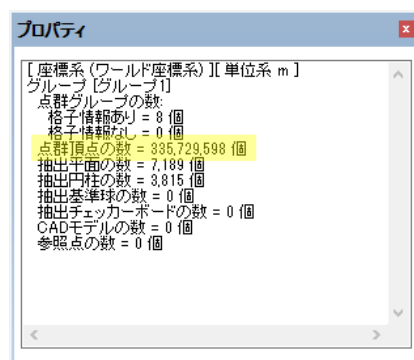 プロパティ
[座標系 (ワールド座標系)][単位系 m]
グループ [グループ1]
点群グループの数:
格子情報あり = 8 個
格子情報なし = 0 個
点群頂点の数 = 335,729,598 個
抽出平面の数 = 7,189 個
抽出円柱の数 = 3,815 個
抽出基準球の数 = 0 個
抽出チェッカーボードの数 = 0 個
CADモデルの数 = 0 個
参照点の数 = 0 個